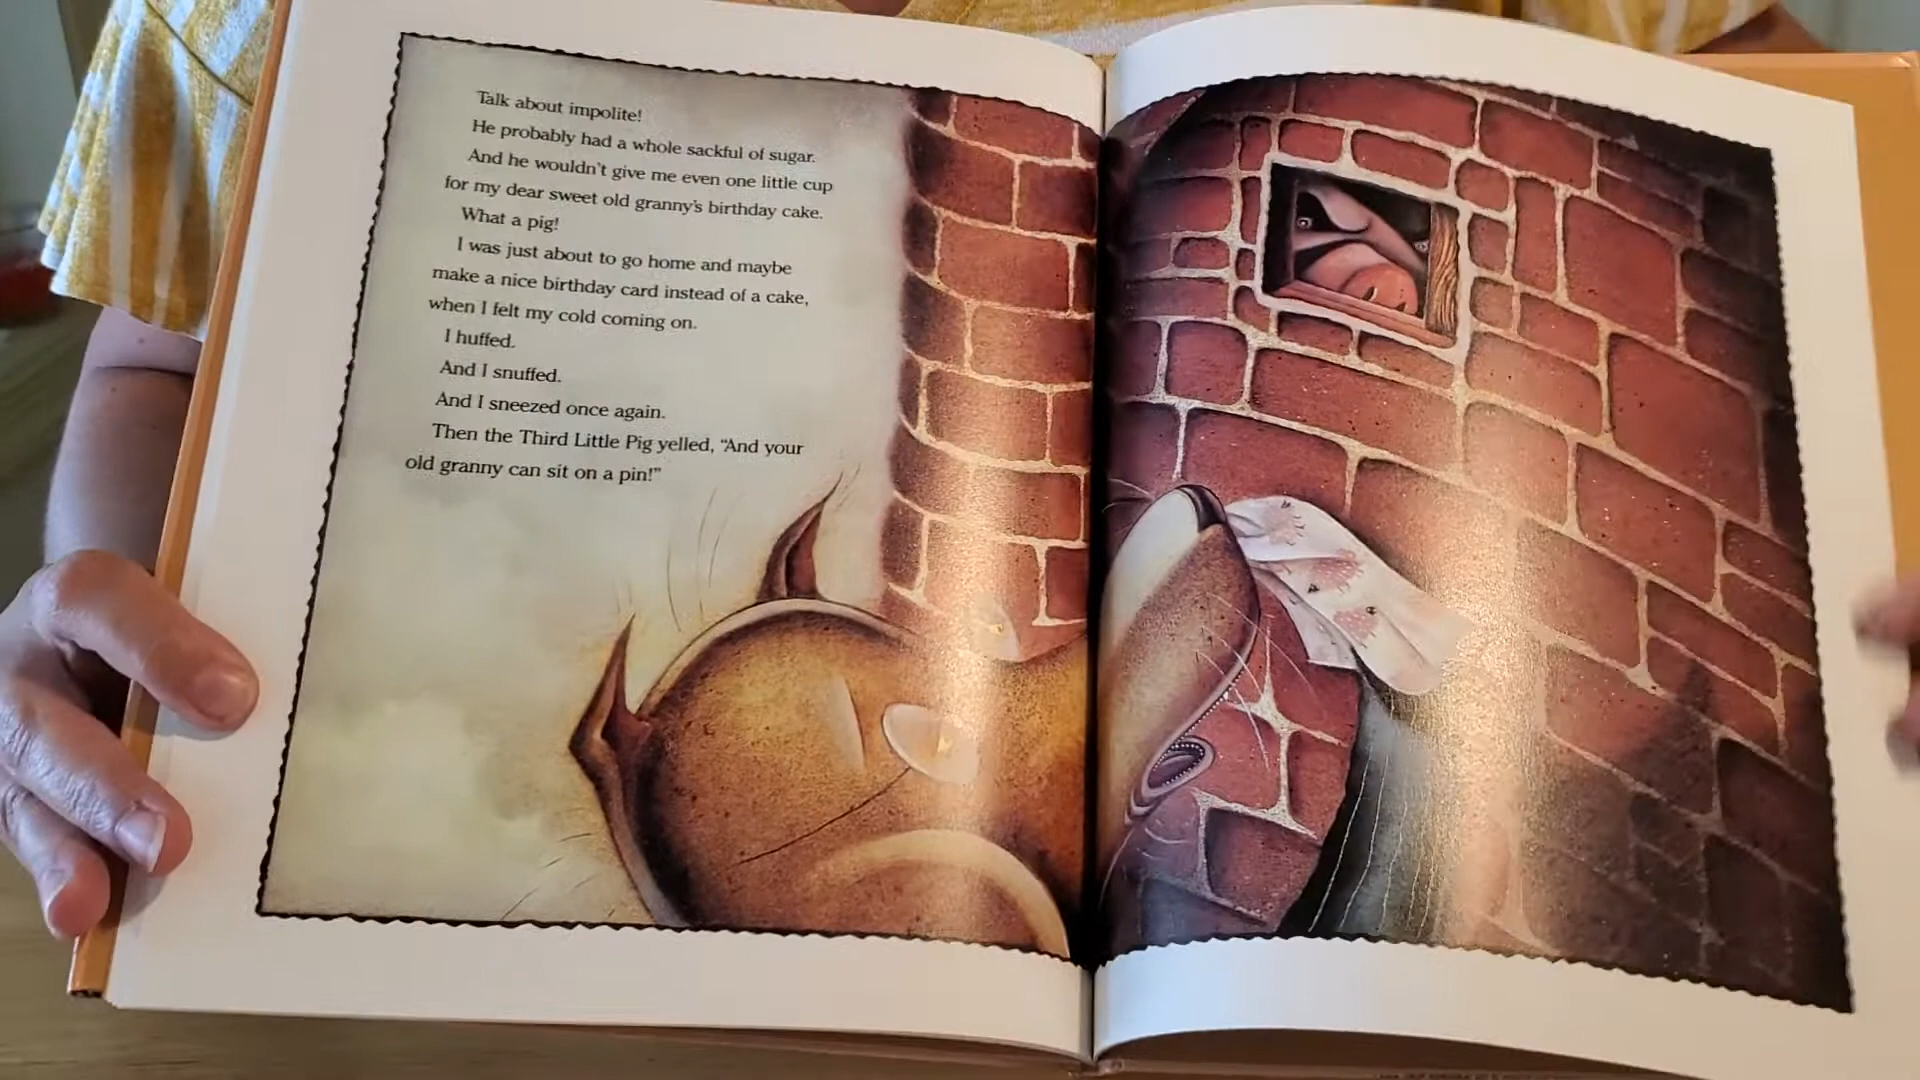 Talk about impolite!
He probably had a whole sackful of sugar.
And he wouldn't give me even one little cup
for my dear sweet old granny's birthday cake.
What a pig!
I was just about to go home and maybe
make a nice birthday card instead of a cake,
when I felt my cold coming on.
I huffed.
And I snuffed.
And I sneezed once again.
Then the Third Little Pig yelled, “And your
old granny can sit on a pin!”